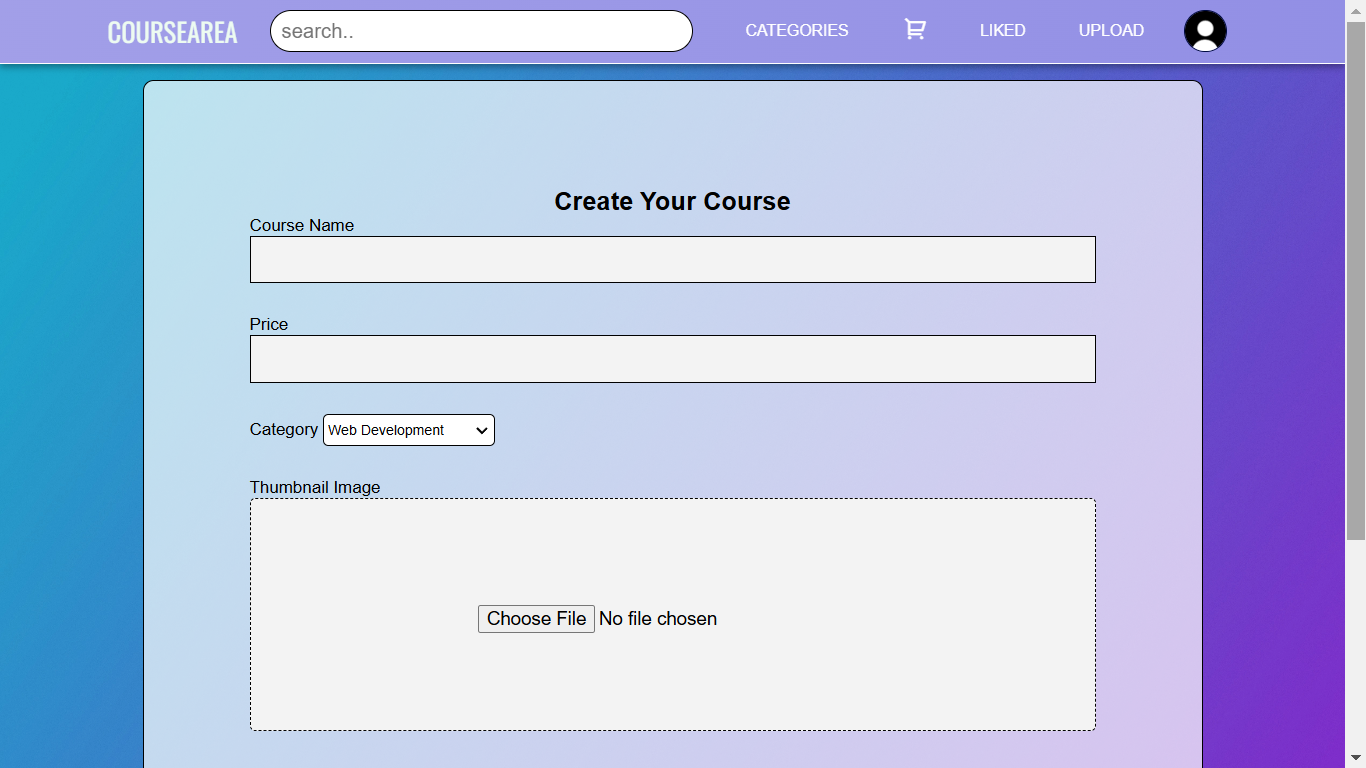 COURSEAREA
search..
CATEGORIES
LIKED
UPLOAD
Create Your Course
Course Name
Price
Category Web Development
Thumbnail Image
Choose File No file chosen